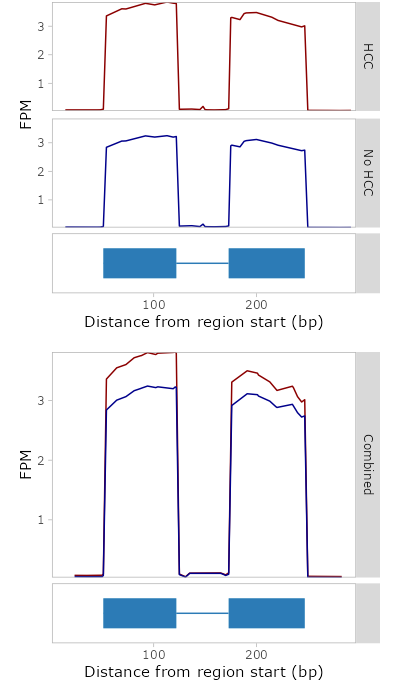 3
2
1
HCC
FPM
3
2
1
No HCC
100 200
Distance from region start (bp)
3
2
1
FPM
Combined
100 200
Distance from region start (bp)